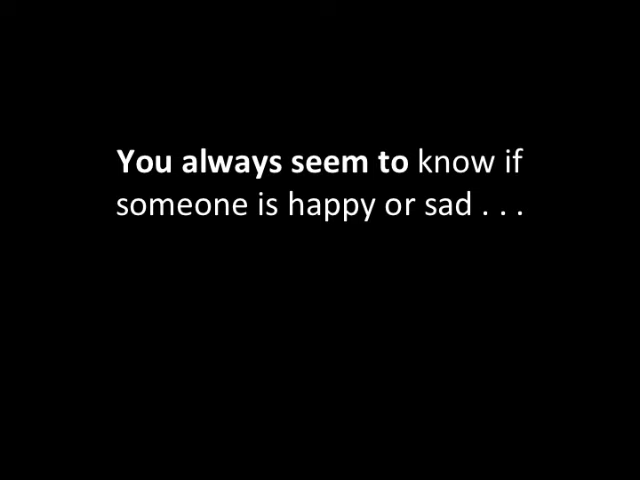 You always seem to know if
someone is happy or sad . . .